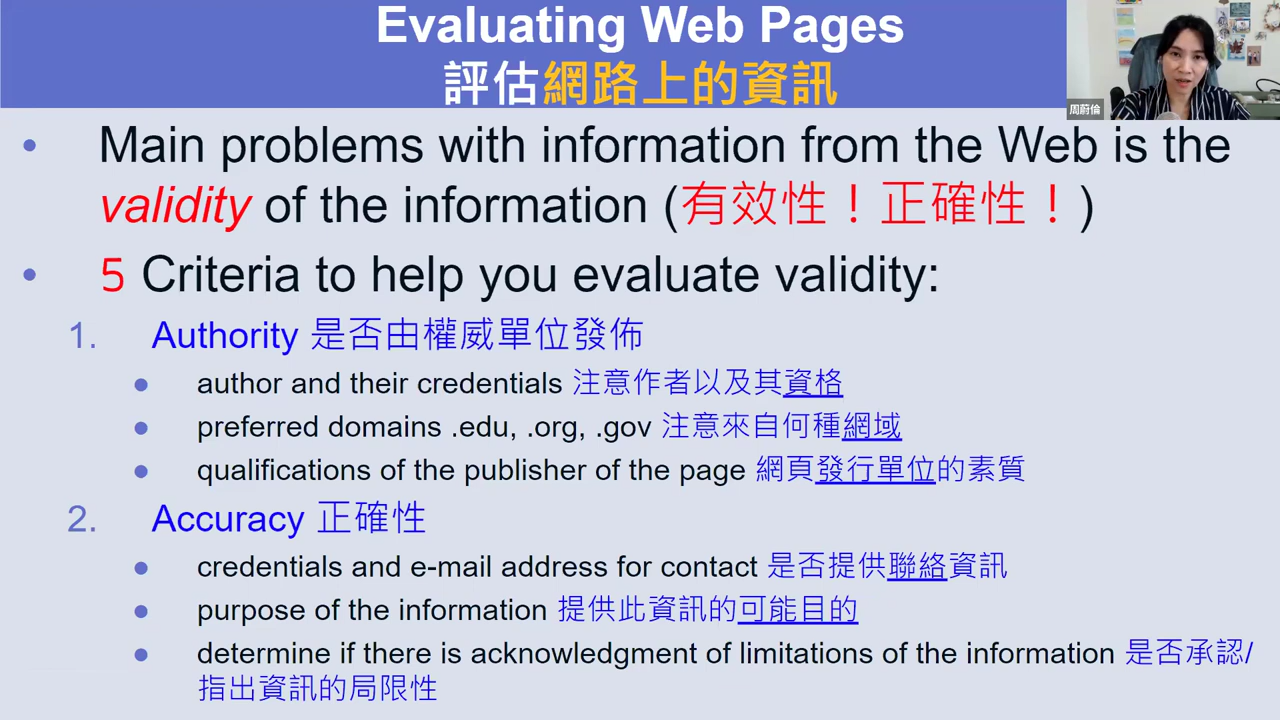 Evaluating Web Pages
評估網路上的資訊
周蔚倫
• Main problems with information from the Web is the
validity of the information (有效性！正確性！)
• 5 Criteria to help you evaluate validity:
1. Authority 是否由權威單位發佈
● author and their credentials 注意作者以及其資格
● preferred domains .edu, .org, .gov 注意來自何種網域
● qualifications of the publisher of the page 網頁發行單位的素質
2. Accuracy 正確性
● credentials and e-mail address for contact 是否提供聯絡資訊
● purpose of the information 提供此資訊的可能目的
● determine if there is acknowledgment of limitations of the information 是否承認/
指出資訊的局限性